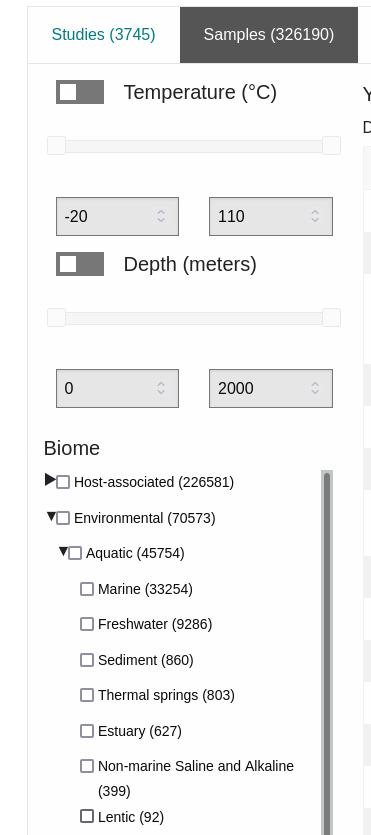 Studies (3745)
Samples (326190)
Temperature (°C)
-20
110
Depth (meters)
0
2000
Biome
Host-associated (226581)
Environmental (70573)
Aquatic (45754)
Marine (33254)
Freshwater (9286)
Sediment (860)
Thermal springs (803)
Estuary (627)
Non-marine Saline and Alkaline
(399)
Lentic (92)